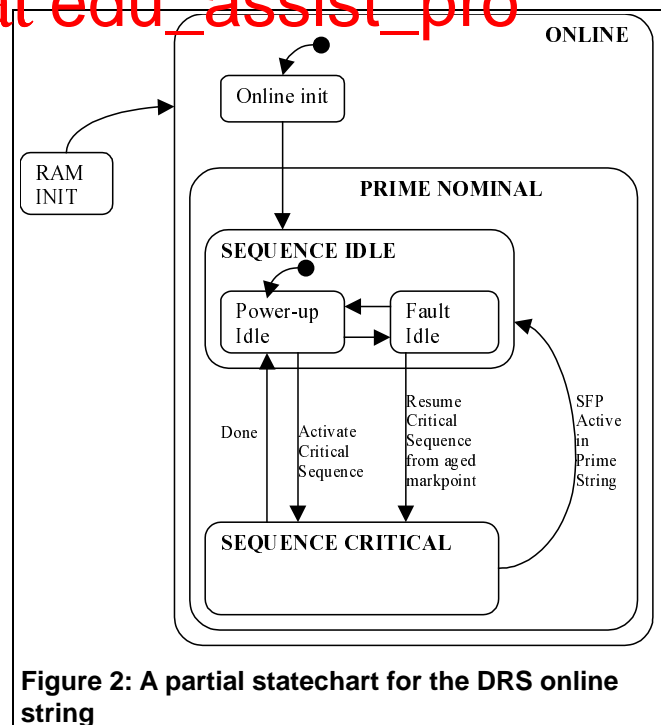 at edu_assist_pro
ONLINE
Online init
RAM
INIT
PRIME NOMINAL
SEQUENCE IDLE
Power-up
Idle
Fault
Idle
Done
Activate
Critical
Sequence
Resume
Critical
Sequence
from aged
markpoint
SFP
Active
in
Prime
String
SEQUENCE CRITICAL
Figure 2: A partial statechart for the DRS online
string